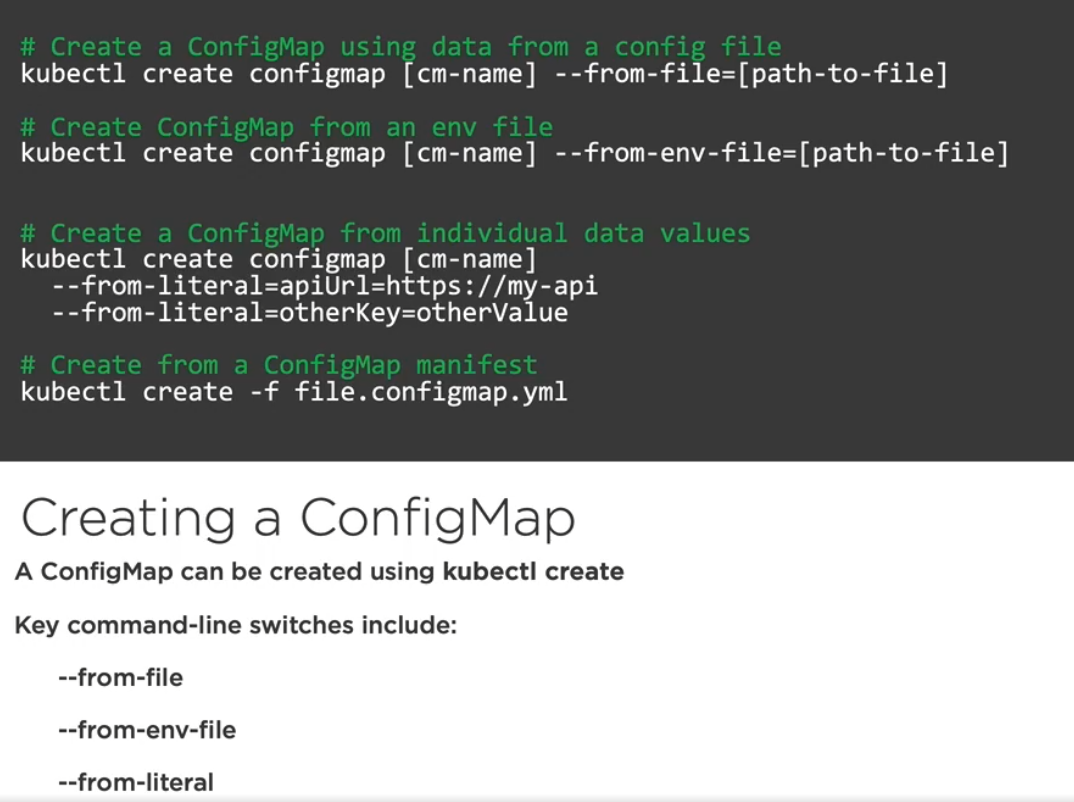 # Create a ConfigMap using data from a config file
kubectl create configmap [cm-name] --from-file=[path-to-file]
# Create ConfigMap from an env file
kubectl create configmap [cm-name] --from-env-file=[path-to-file]
# Create a ConfigMap from individual data values
kubectl create configmap [cm-name]
--from-literal=apiUrl=https://my-api
--from-literal=otherKey=otherValue
# Create from a ConfigMap manifest
kubectl create -f file.configmap.yml
Creating a ConfigMap
A ConfigMap can be created using kubectl create
Key command-line switches include:
--from-file
--from-env-file
--from-literal